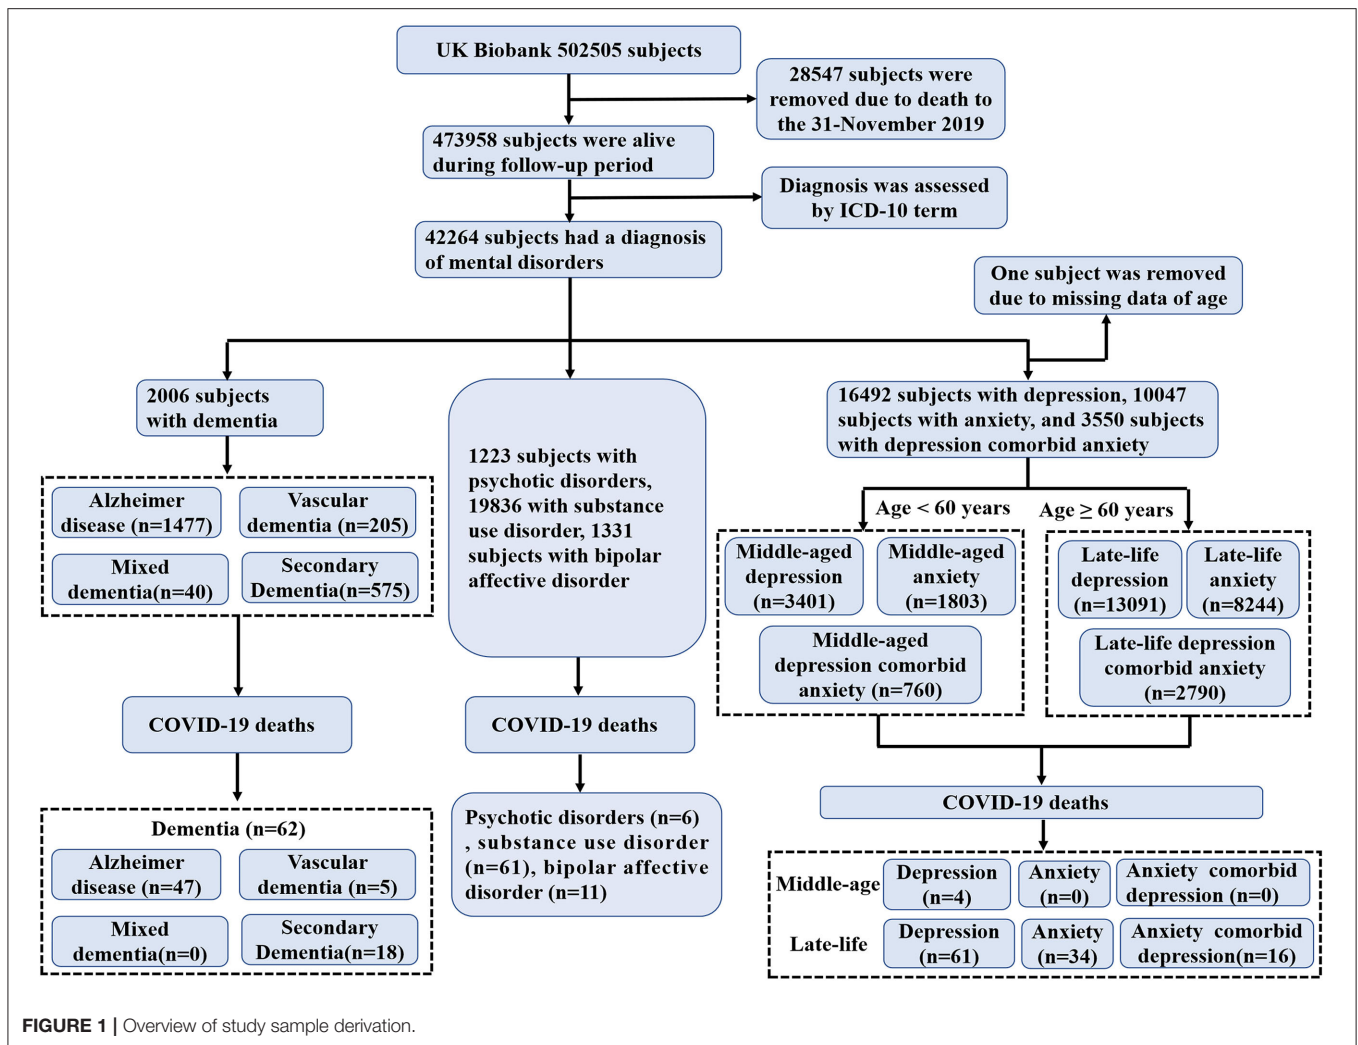 UK Biobank 502505 subjects
28547 subjects were
removed due to death to
the 31-November 2019
473958 subjects were alive
during follow-up period
Diagnosis was assessed
by ICD-10 term
42264 subjects had a diagnosis
of mental disorders
One subject was removed
due to missing data of age
2006 subjects
with dementia
Alzheimer
disease (n=1477)
Vascular
dementia (n=205)
Mixed
dementia(n=40)
Secondary
Dementia(n=575)
COVID-19 deaths
Dementia (n=62)
Alzheimer
disease (n=47)
Vascular
dementia (n=5)
Mixed
dementia(n=0)
Secondary
Dementia(n=18)
1223 subjects with
psychotic disorders,
19836 with substance
use disorder, 1331
subjects with bipolar
affective disorder
COVID-19 deaths
Psychotic disorders (n=6)
, substance use disorder
(n=61), bipolar affective
disorder (n=11)
16492 subjects with depression, 10047
subjects with anxiety, and 3550 subjects
with depression comorbid anxiety
Age < 60 years
Age ≥ 60 years
Middle-aged
depression
(n=3401)
Middle-aged
anxiety
(n=1803)
Middle-aged
depression comorbid
anxiety (n=760)
Late-life
depression
(n=13091)
Late-life
anxiety
(n=8244)
Late-life depression
comorbid anxiety
(n=2790)
COVID-19 deaths
Middle-age
Depression
(n=4)
Anxiety
(n=0)
Anxiety comorbid
depression (n=0)
Late-life
Depression
(n=61)
Anxiety
(n=34)
Anxiety comorbid
depression(n=16)
FIGURE 1 | Overview of study sample derivation.